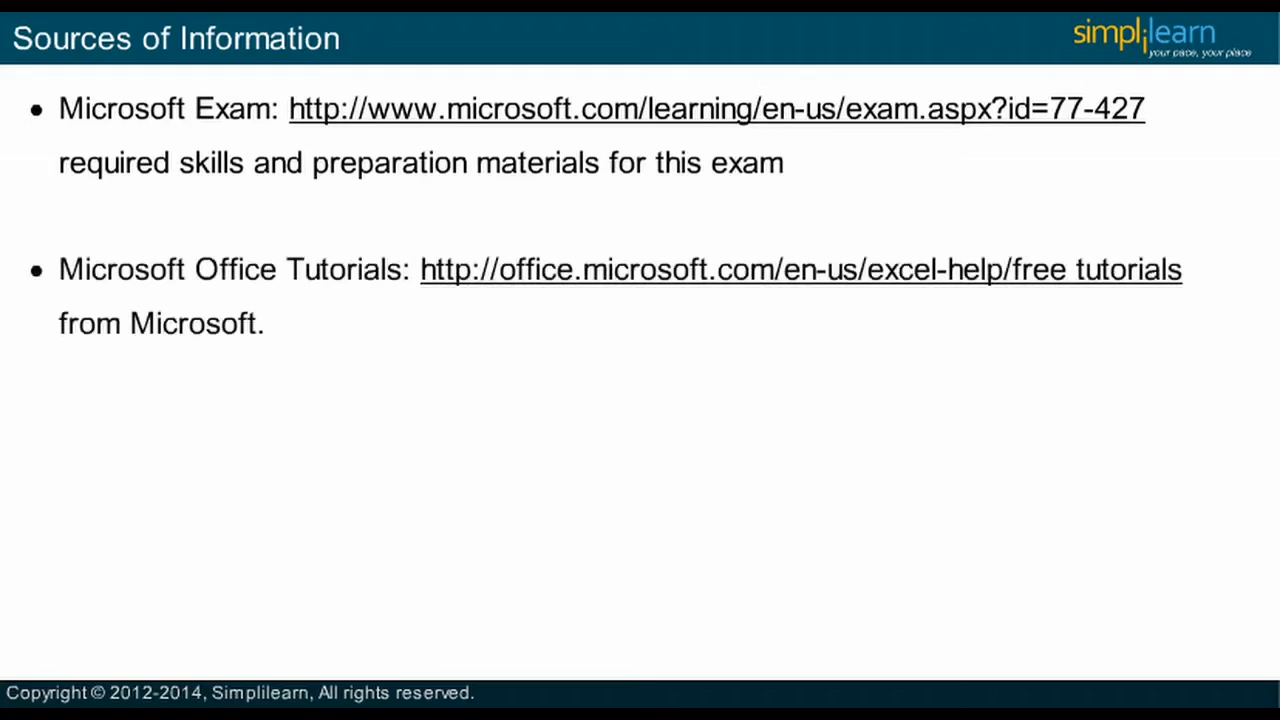 Sources of Information
simplilearn
your pace, your place
• Microsoft Exam: http://www.microsoft.com/learning/en-us/exam.aspx?id=77-427
required skills and preparation materials for this exam
• Microsoft Office Tutorials: http://office.microsoft.com/en-us/excel-help/free tutorials
from Microsoft.
Copyright © 2012-2014, Simplilearn, All rights reserved.